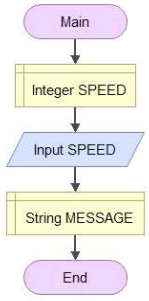 Main
Integer SPEED
Input SPEED
String MESSAGE
End